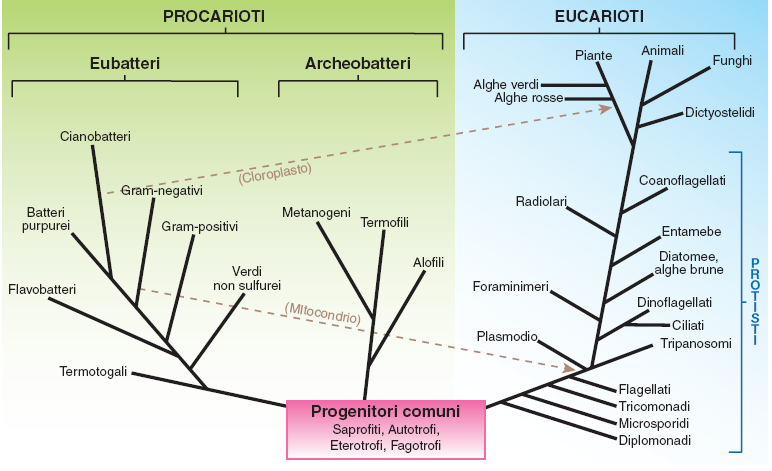 PROCARIOTI
EUCARIOTI
Eubatteri
Archeobatteri
Cianobatteri
Gram-negativi
Batteri
purpurei
Gram-positivi
Verdi
non sulfurei
Flavobatteri
Termotogali
Metanogeni
Termofili
Alofili
(Cloroplasto)
(MItocondrio)
Piante
Animali
Funghi
Alghe verdi
Alghe rosse
Dictyostelidi
Coanoflagellati
Radiolari
Entamebe
Diatomee,
alghe brune
Foraminimeri
Dinoflagellati
Ciliati
Plasmodio
Tripanosomi
Flagellati
Tricomonadi
Microsporidi
Diplomonadi
PROTISTI
Progenitori comuni
Saprofiti, Autotrofi,
Eterotrofi, Fagotrofi